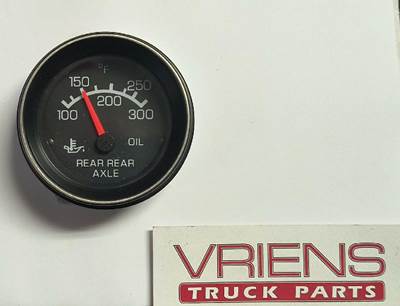 °F
150 250
100 200 300
OIL
REAR REAR
AXLE
VRIENS
TRUCK PARTS